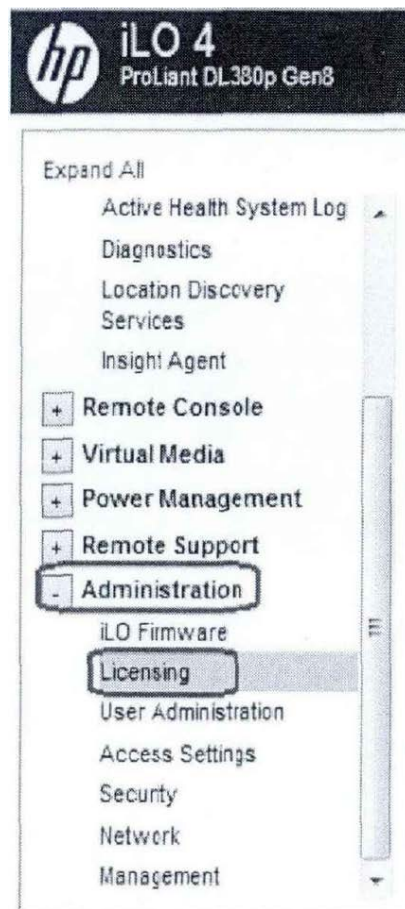 hp iLO 4
ProLiant DL380p Gen8
Expand All
Active Health System Log
Diagnostics
Location Discovery
Services
Insight Agent
+ Remote Console
+ Virtual Media
+ Power Management
+ Remote Support
- Administration
iLO Firmware
Licensing
User Administration
Access Settings
Security
Network
Management